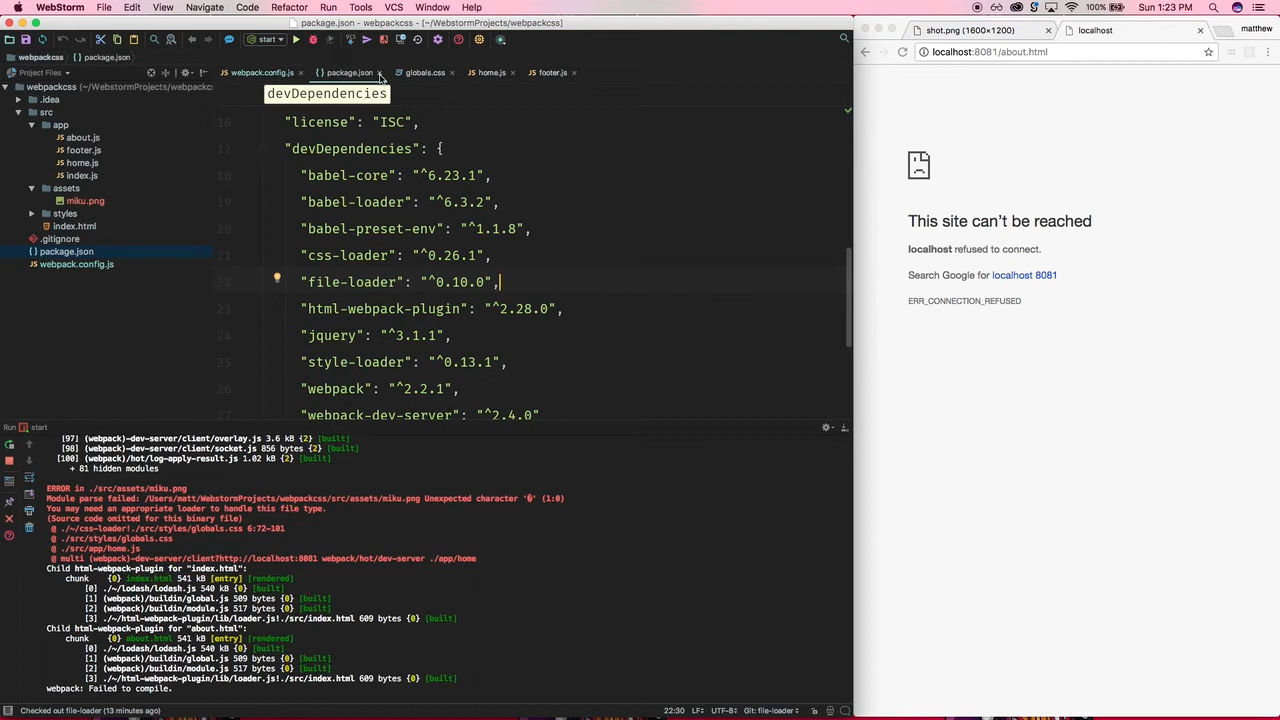 WebStorm File Edit View Navigate Code Refactor Run Tools VCS Window Help
100% Sun 1:23 PM
package.json - webpackcss - [~/WebstormProjects/webpackcss]
start
webpackcss package.json
Project Files
webpack.config.js package.json globals.css home.js footer.js
webpackcss (~/WebstormProjects/webpackc
.idea
src
app
about.js
footer.js
home.js
index.js
assets
miku.png
styles
index.html
.gitignore
package.json
webpack.config.js
devDependencies
16 "license": "ISC",
17 "devDependencies": {
18 "babel-core": "^6.23.1",
19 "babel-loader": "^6.3.2",
20 "babel-preset-env": "^1.1.8",
21 "css-loader": "^0.26.1",
22 "file-loader": "^0.10.0",
23 "html-webpack-plugin": "^2.28.0",
24 "jquery": "^3.1.1",
25 "style-loader": "^0.13.1",
26 "webpack": "^2.2.1",
27 "webpack-dev-server": "^2.4.0"
Run start
[97] (webpack)-dev-server/client/overlay.js 3.6 kB {2} [built]
[98] (webpack)-dev-server/client/socket.js 856 bytes {2} [built]
[100] (webpack)/hot/log-apply-result.js 1.02 kB {2} [built]
+ 81 hidden modules
ERROR in ./src/assets/miku.png
Module parse failed: /Users/matt/WebstormProjects/webpackcss/src/assets/miku.png Unexpected character '�' (1:0)
You may need an appropriate loader to handle this file type.
(Source code omitted for this binary file)
@ ./~/css-loader!./src/styles/globals.css 6:72-101
@ ./src/styles/globals.css
@ ./src/app/home.js
@ multi (webpack)-dev-server/client?http://localhost:8081 webpack/hot/dev-server ./app/home
Child html-webpack-plugin for "index.html":
chunk {0} index.html 541 kB [entry] [rendered]
[0] ./~/lodash/lodash.js 540 kB {0} [built]
[1] (webpack)/buildin/global.js 509 bytes {0} [built]
[2] (webpack)/buildin/module.js 517 bytes {0} [built]
[3] ./~/html-webpack-plugin/lib/loader.js!./src/index.html 609 bytes {0} [built]
Child html-webpack-plugin for "about.html":
chunk {0} about.html 541 kB [entry] [rendered]
[0] ./~/lodash/lodash.js 540 kB {0} [built]
[1] (webpack)/buildin/global.js 509 bytes {0} [built]
[2] (webpack)/buildin/module.js 517 bytes {0} [built]
[3] ./~/html-webpack-plugin/lib/loader.js!./src/index.html 609 bytes {0} [built]
webpack: Failed to compile.
Checked out file-loader (13 minutes ago)
22:30 LF÷ UTF-8÷ Git: file-loader÷
shot.png (1600×1200) localhost matthew
localhost:8081/about.html
This site can't be reached
localhost refused to connect.
Search Google for localhost 8081
ERR_CONNECTION_REFUSED